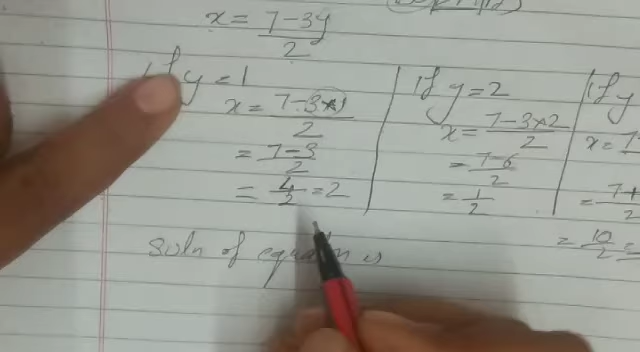 x = 7-3y/2
If y = 1
x = 7-3×1/2
= 7-3/2
= 4/2 = 2
If y = 2
x = 7-3×2/2
= 7-6/2
= 1/2
If y
x =
= 7+/2
= 10/2 =
Soln of equation is